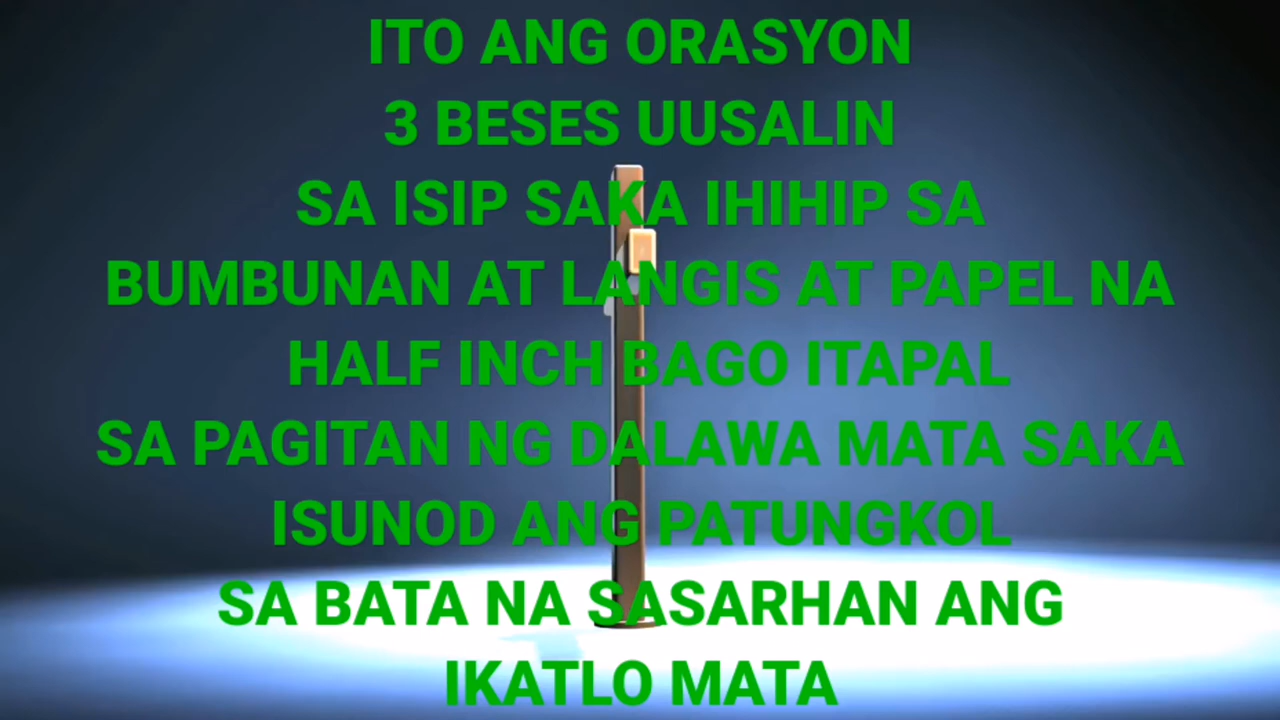 ITO ANG ORASYON
3 BESES UUSALIN
SA ISIP SAKA IHIHIP SA
BUMBUNAN AT LANGIS AT PAPEL NA
HALF INCH BAGO ITAPAL
SA PAGITAN NG DALAWA MATA SAKA
ISUNOD ANG PATUNGKOL
SA BATA NA SASARHAN ANG
IKATLO MATA